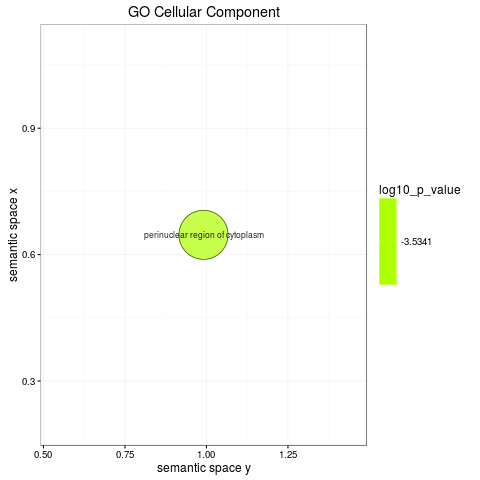 GO Cellular Component
semantic space x
0.9
0.6
0.3
perinuclear region of cytoplasm
0.50
0.75
1.00
1.25
semantic space y
log10_p_value
-3.5341